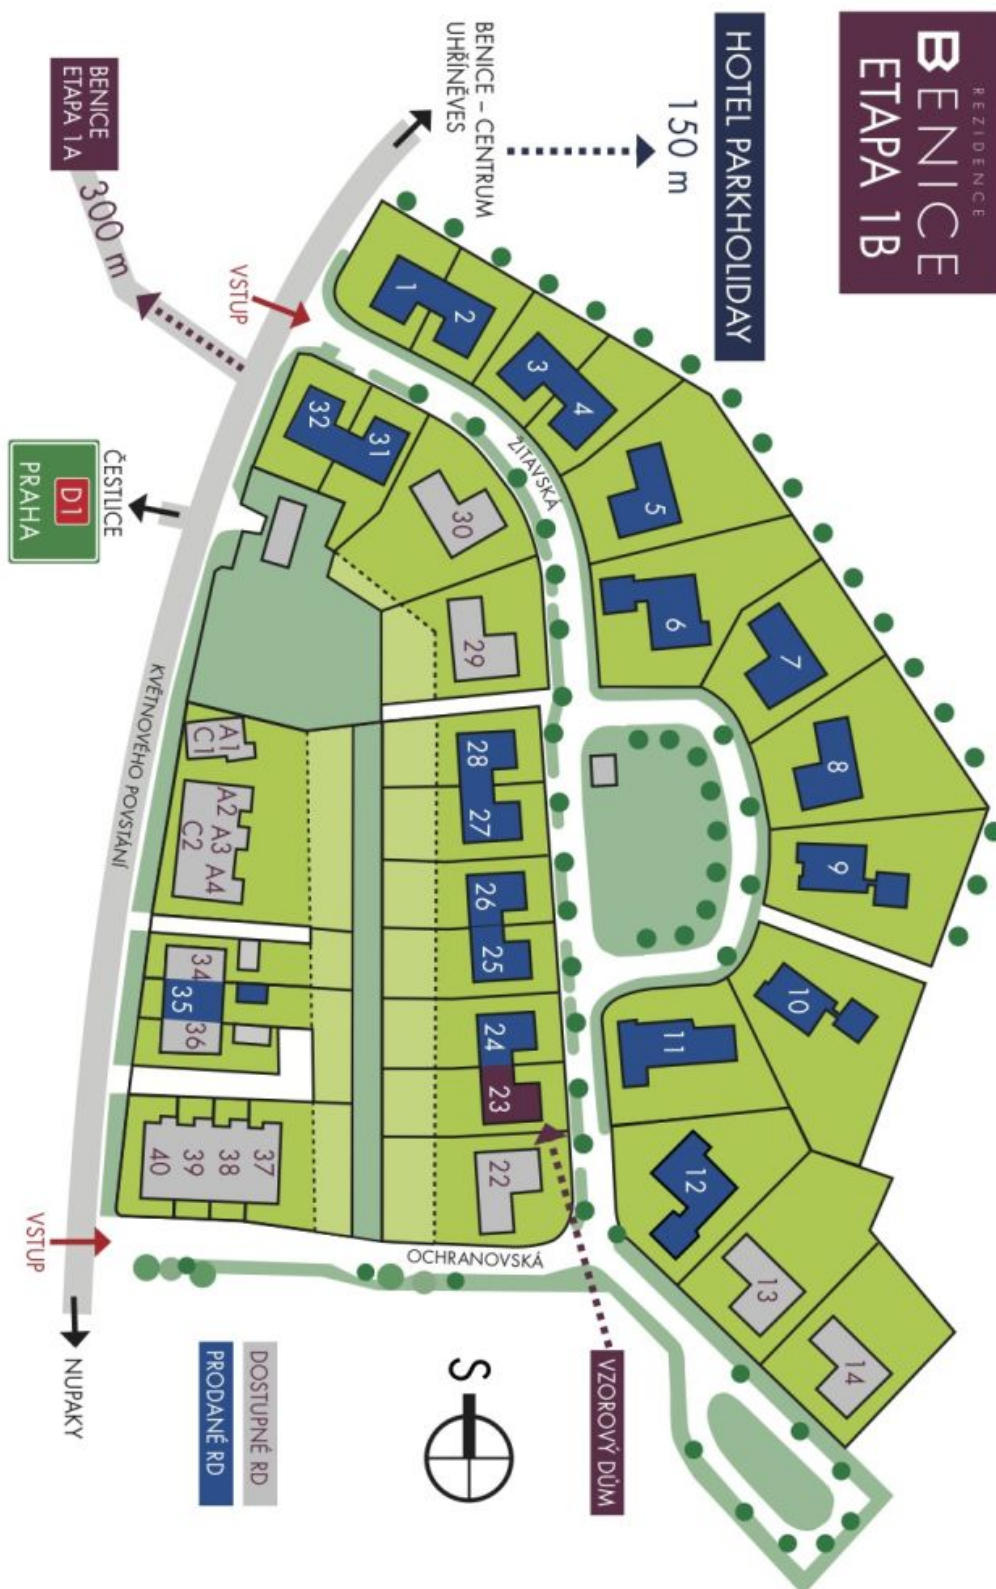 REZIDENCE
BENICE
ETAPA 1B
HOTEL PARKHOLIDAY
150 m
BENICE – CENTRUM
UHŘÍNĚVES
BENICE
ETAPA 1A
300 m
VSTUP
ČESTLICE
D1
PRAHA
ŽITAVSKÁ
KVĚTNOVÉHO POVSTÁNÍ
OCHRANOVSKÁ
1
2
3
4
5
6
7
8
9
10
11
12
13
14
22
23
24
25
26
27
28
29
30
31
32
A1
C1
A2
A3
A4
C2
34
35
36
37
38
39
40
VSTUP
NUPAKY
VZOROVÝ DŮM
S
DOSTUPNÉ RD
PRODANÉ RD